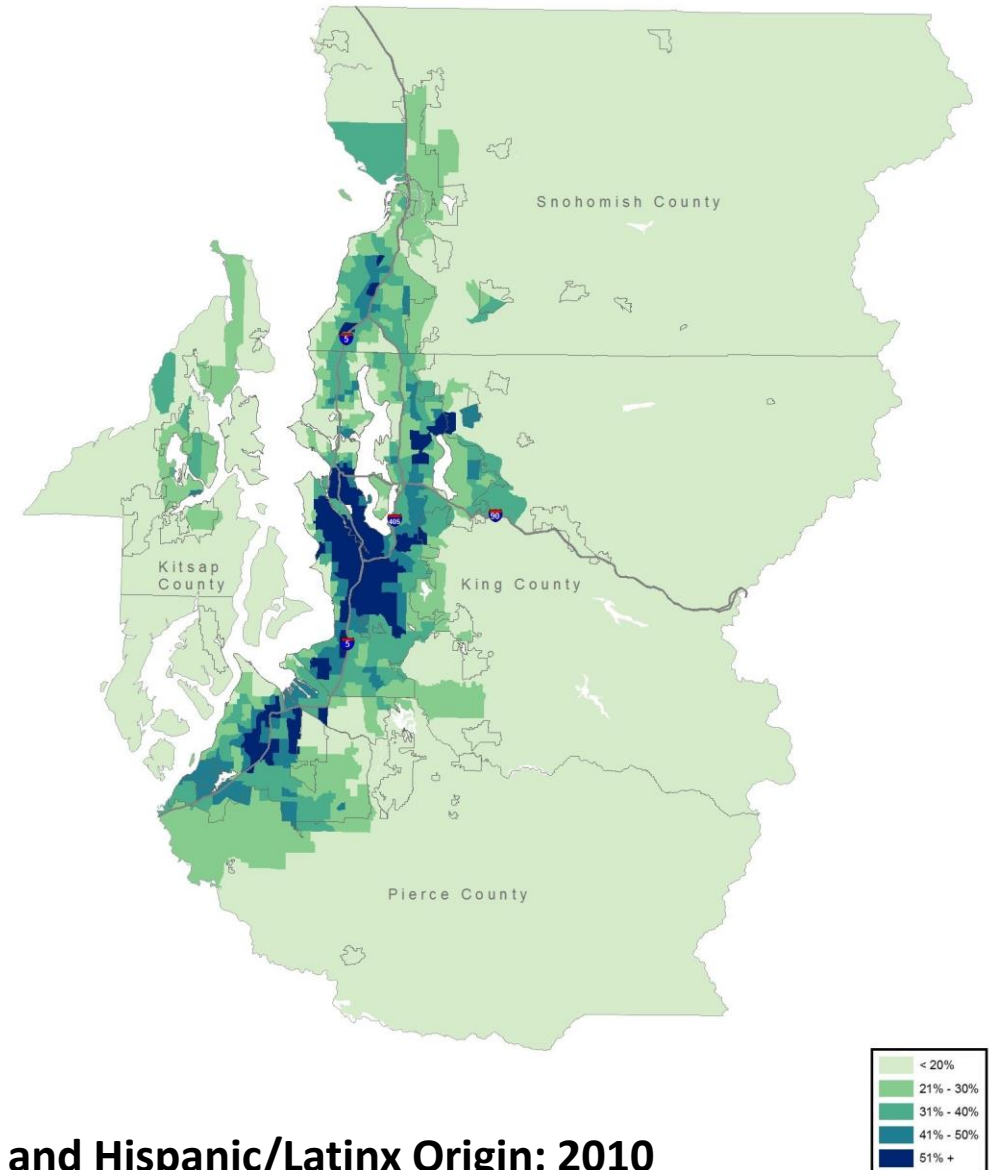 Snohomish County
5
405
90
Kitsap
County
King County
5
Pierce County
< 20%
21% - 30%
31% - 40%
41% - 50%
51% +
and Hispanic/Latinx Origin: 2010